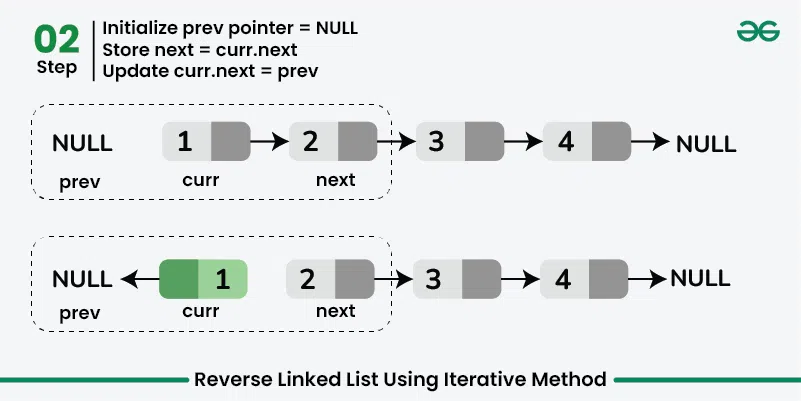 02
Step
Initialize prev pointer = NULL
Store next = curr.next
Update curr.next = prev
NULL 1 2 3 4 NULL
prev curr next
NULL 1 2 3 4 NULL
prev curr next
Reverse Linked List Using Iterative Method